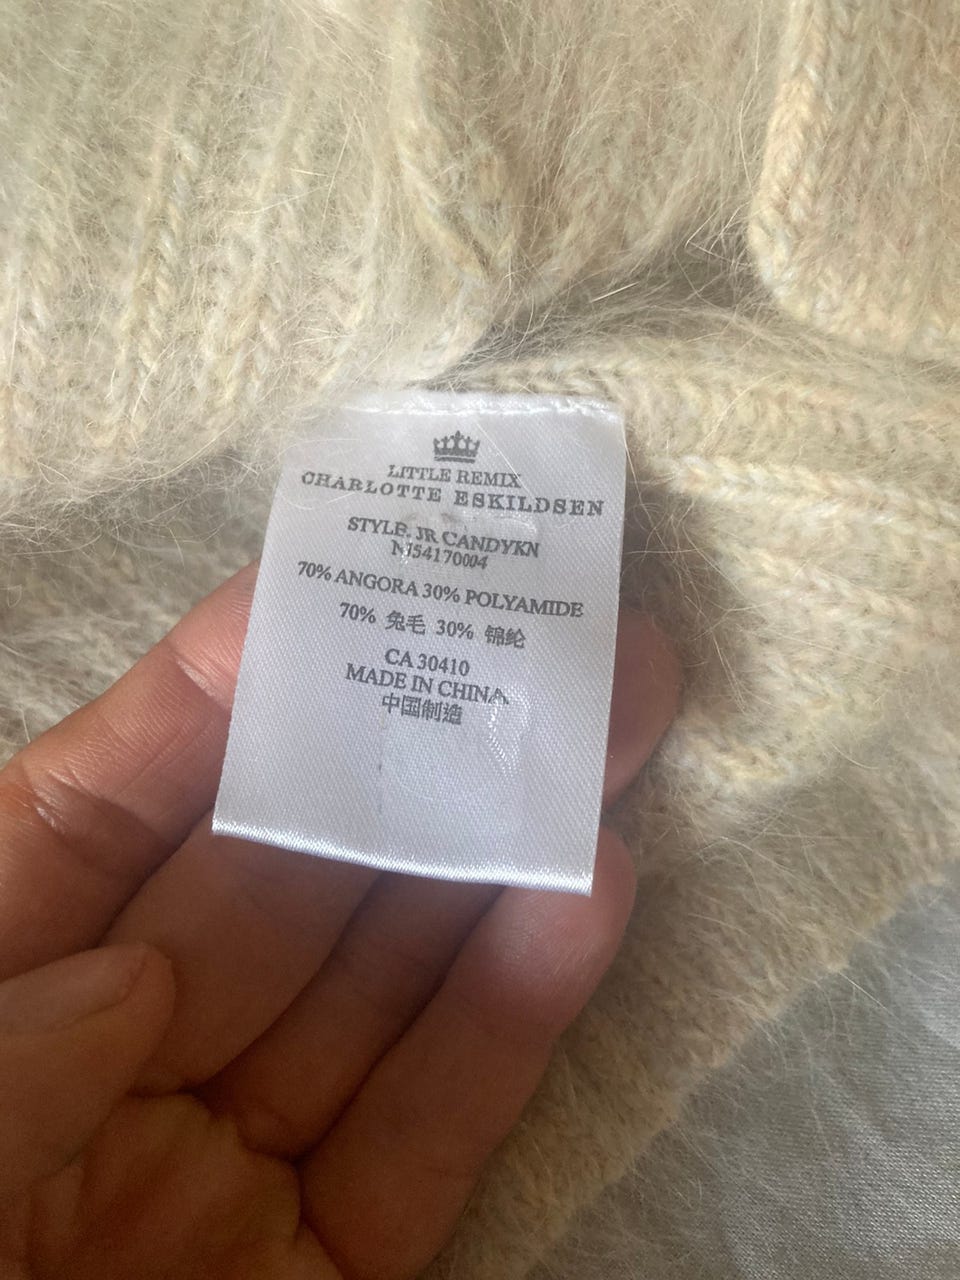 LITTLE REMIX
CHARLOTTE ESKILDSEN
STYLE. JR CANDYKN
70% ANGORA 30% POLYAMIDE
70% 兔毛 30% 锦纶
CA 30410
MADE IN CHINA
中国制造